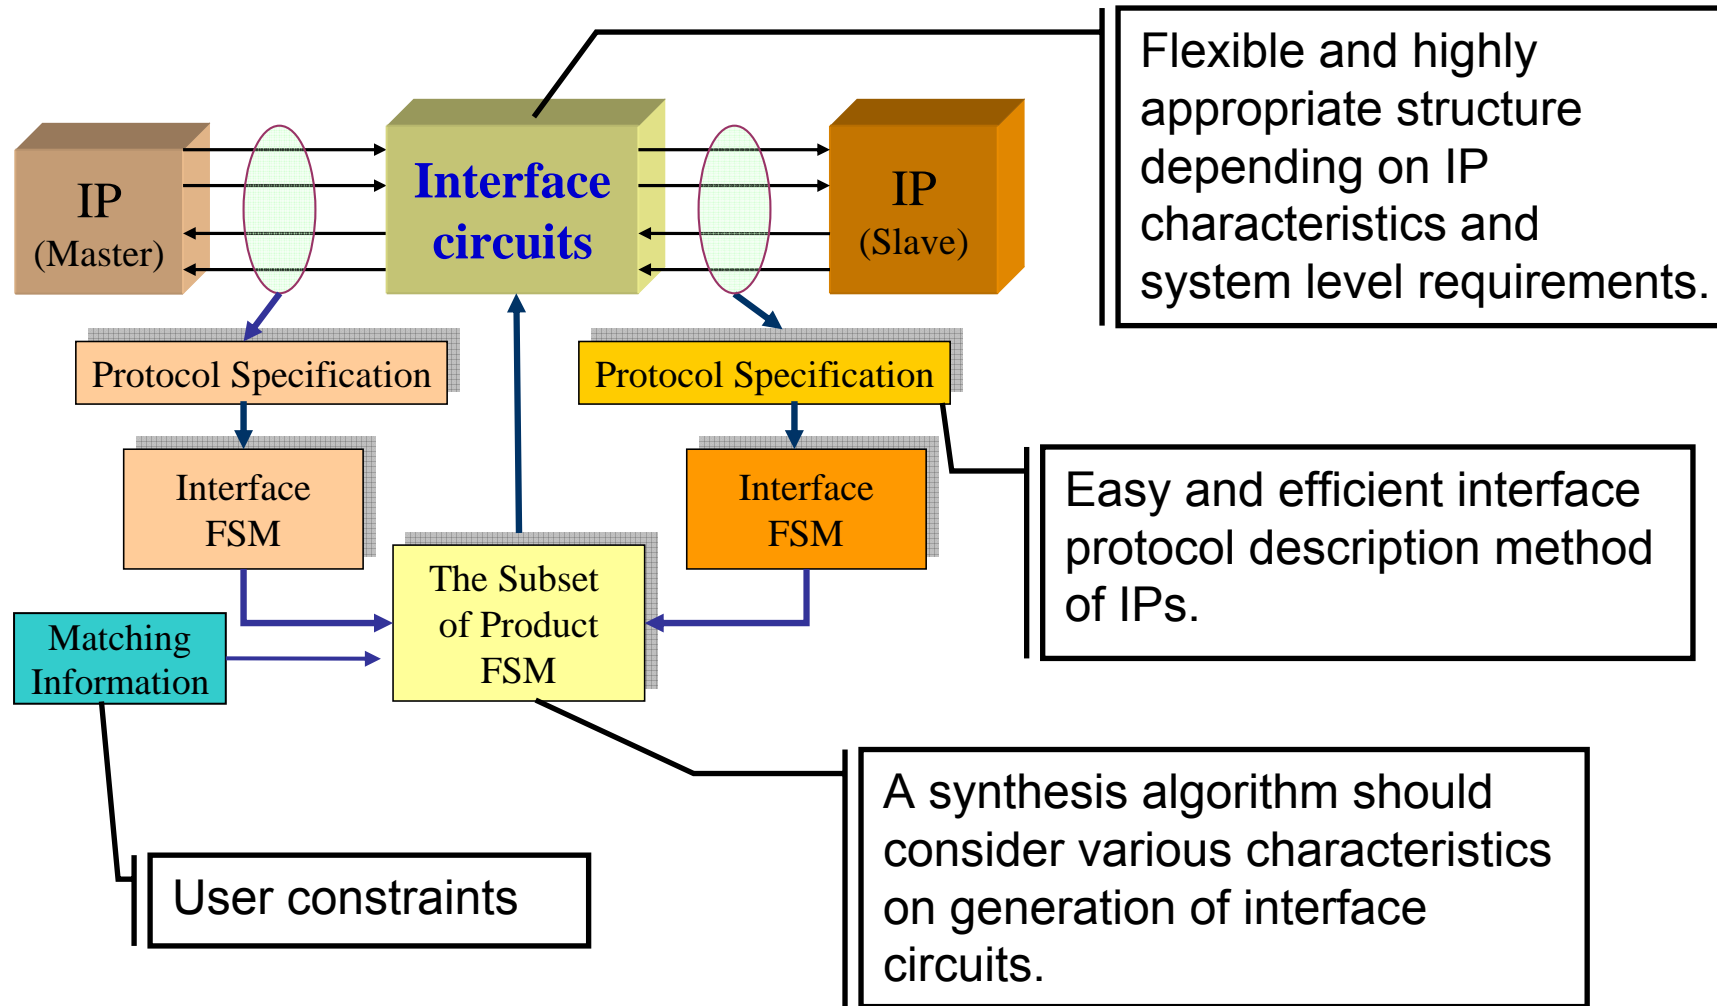 Flexible and highly
appropriate structure
depending on IP
characteristics and
system level requirements.
IP
(Master)
Interface
circuits
IP
(Slave)
Protocol Specification
Protocol Specification
Interface
FSM
Interface
FSM
Easy and efficient interface
protocol description method
of IPs.
The Subset
of Product
FSM
Matching
Information
A synthesis algorithm should
consider various characteristics
on generation of interface
circuits.
User constraints